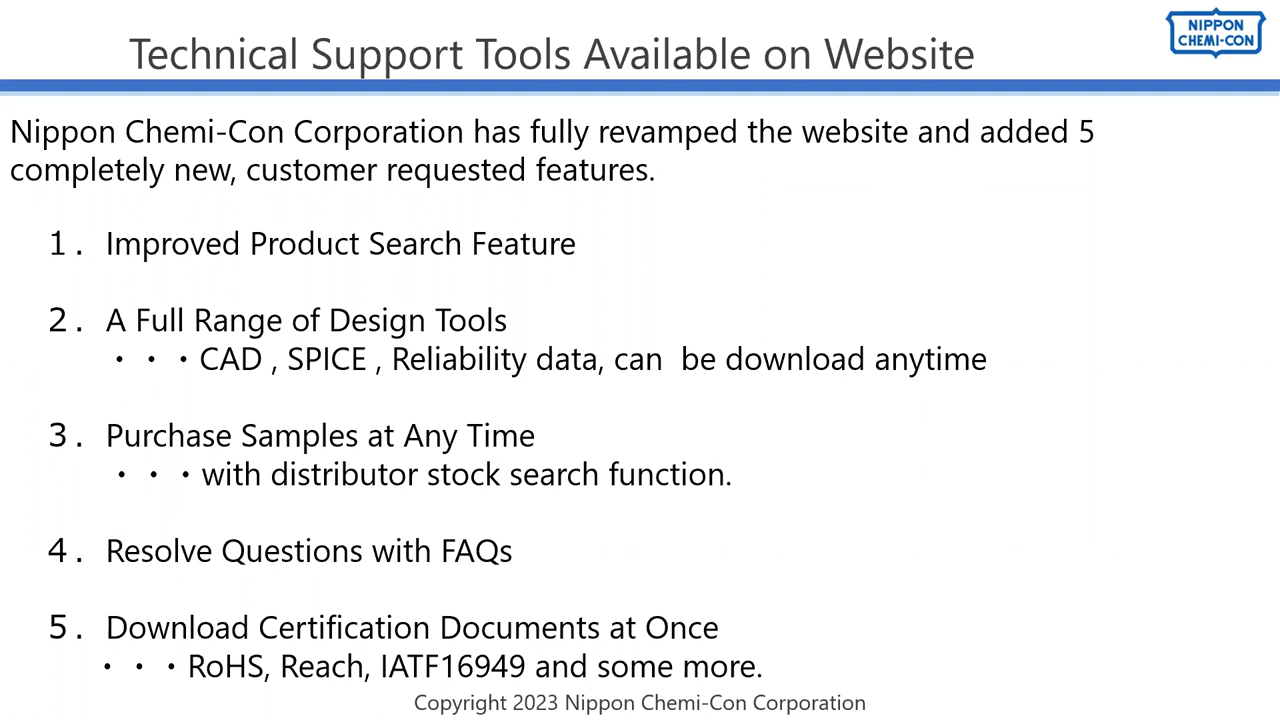 Technical Support Tools Available on Website
NIPPON
CHEMI-CON
Nippon Chemi-Con Corporation has fully revamped the website and added 5
completely new, customer requested features.
１. Improved Product Search Feature
２. A Full Range of Design Tools
・・・CAD , SPICE , Reliability data, can  be download anytime
３. Purchase Samples at Any Time
・・・with distributor stock search function.
４. Resolve Questions with FAQs
５. Download Certification Documents at Once
・・・RoHS, Reach, IATF16949 and some more.
Copyright 2023 Nippon Chemi-Con Corporation